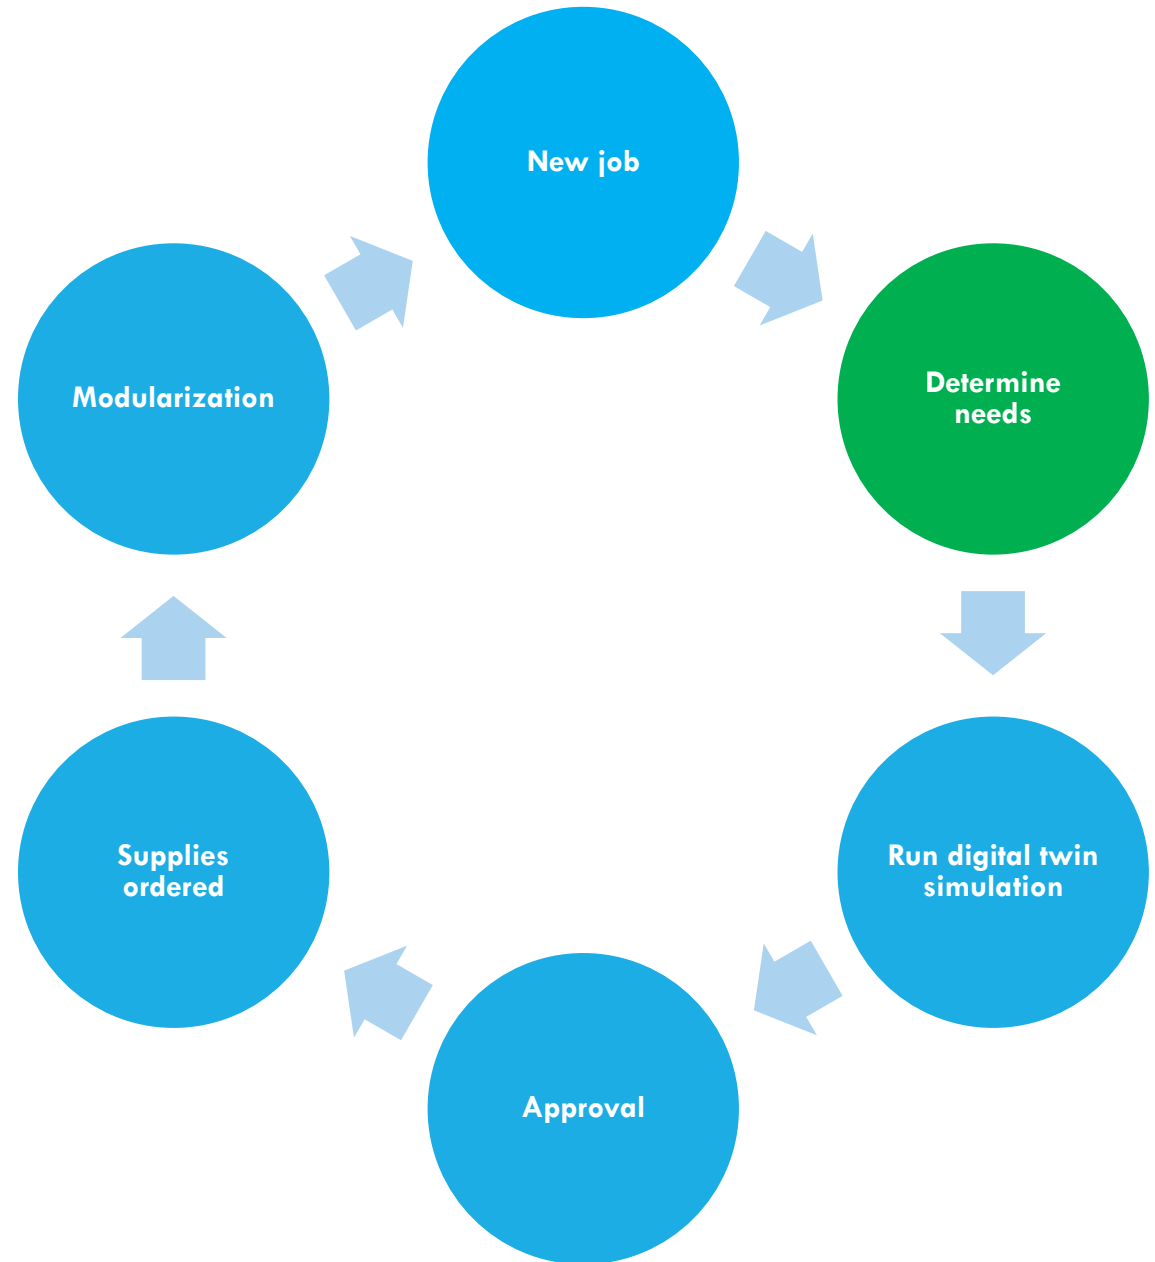 New job
Determine
needs
Run digital twin
simulation
Approval
Supplies
ordered
Modularization